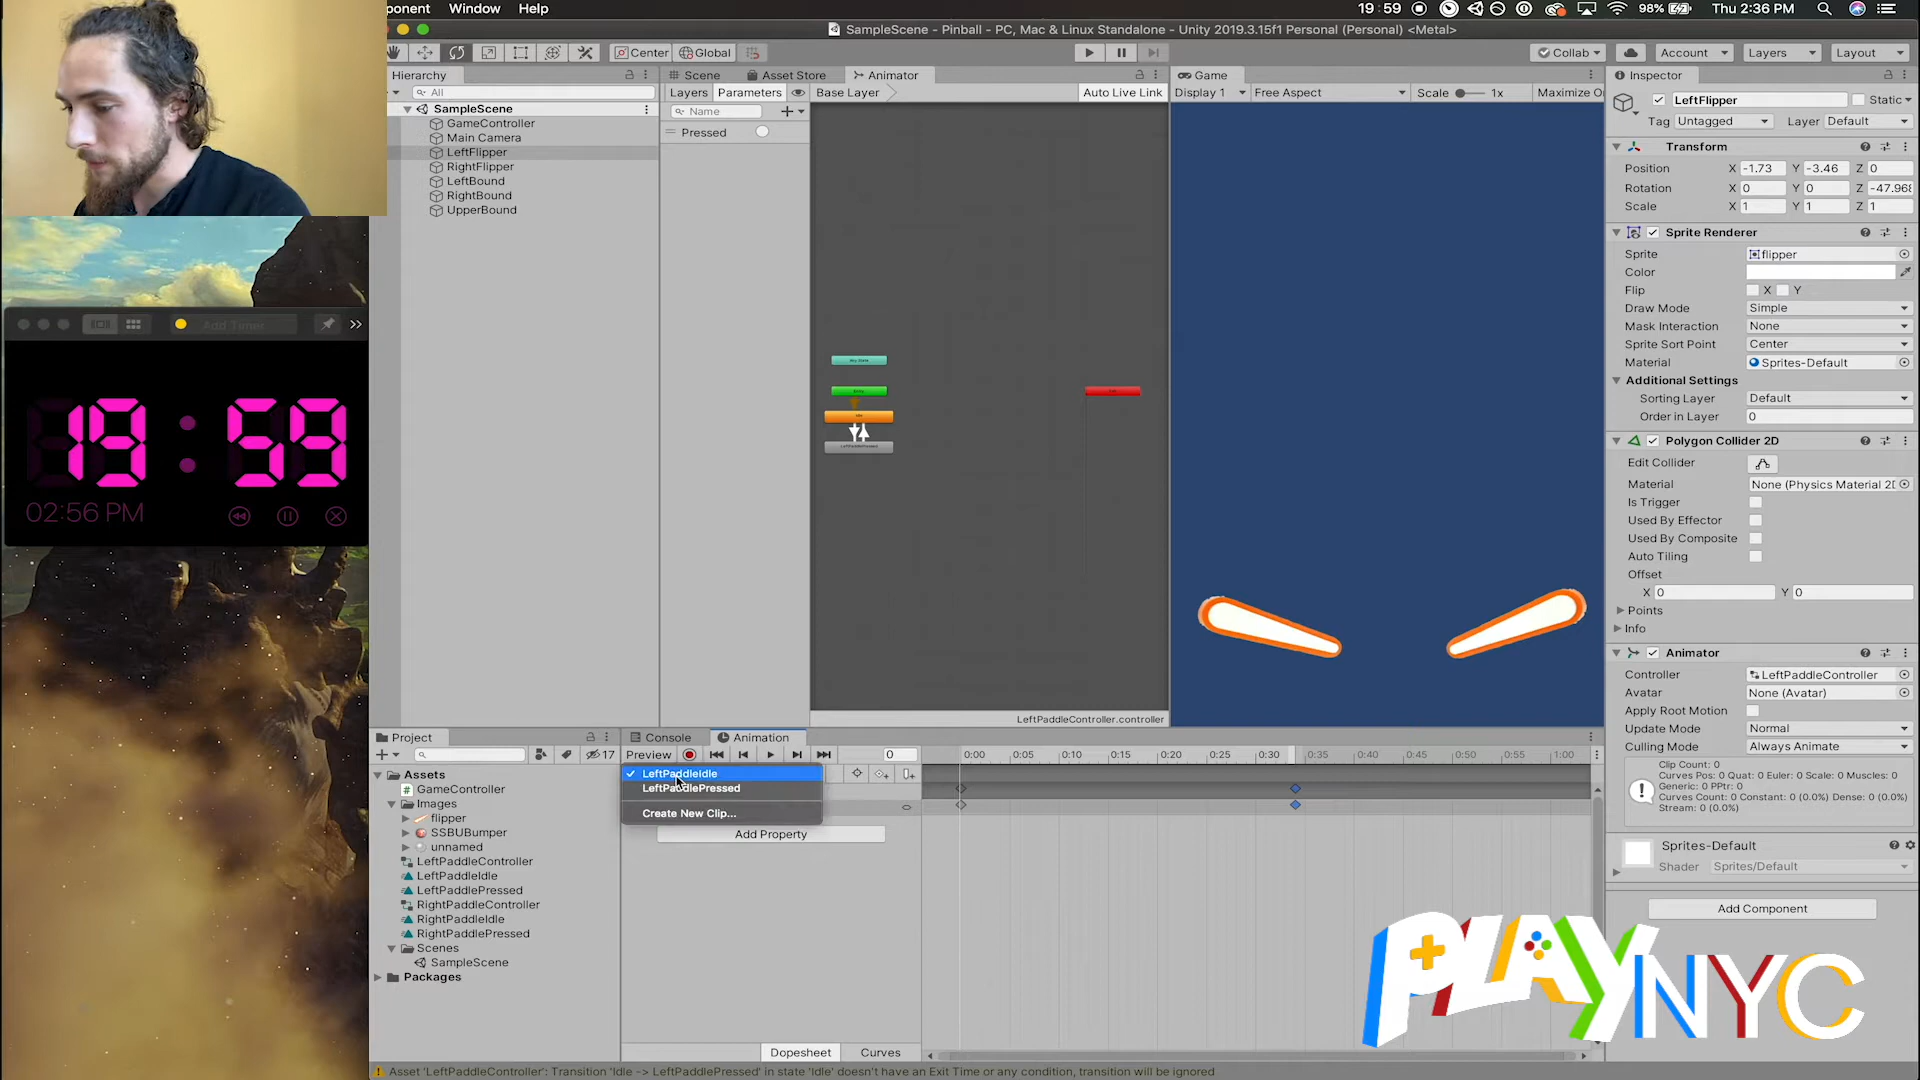 ponent Window Help
19:59 98% Thu 2:36 PM
SampleScene - Pinball - PC, Mac & Linux Standalone - Unity 2019.3.15f1 Personal (Personal) <Metal>
Center Global
Collab Account Layers Layout
Hierarchy
All
SampleScene
GameController
Main Camera
LeftFlipper
RightFlipper
LeftBound
RightBound
UpperBound
Scene Asset Store Animator
Layers Parameters Base Layer Auto Live Link
Name
Pressed
Any State
Entry
Idle
LeftPaddlePressed
Exit
LeftPaddleController.controller
Game
Display 1 Free Aspect Scale 1x Maximize O
Inspector
LeftFlipper Static
Tag Untagged Layer Default
Transform
Position X -1.73 Y -3.46 Z 0
Rotation X 0 Y 0 Z -47.968
Scale X 1 Y 1 Z 1
Sprite Renderer
Sprite flipper
Color
Flip X Y
Draw Mode Simple
Mask Interaction None
Sprite Sort Point Center
Material Sprites-Default
Additional Settings
Sorting Layer Default
Order in Layer 0
Polygon Collider 2D
Edit Collider
Material None (Physics Material 2D
Is Trigger
Used By Effector
Used By Composite
Auto Tiling
Offset
X 0 Y 0
Points
Info
Animator
Controller LeftPaddleController
Avatar None (Avatar)
Apply Root Motion
Update Mode Normal
Culling Mode Always Animate
Clip Count: 0
Curves Pos: 0 Quat: 0 Euler: 0 Scale: 0 Muscles: 0
Generic: 0 PPtr: 0
Curves Count: 0 Constant: 0 (0.0%) Dense: 0 (0.0%)
Stream: 0 (0.0%)
Sprites-Default
Shader Sprites/Default
Add Component
Add Timer
19:59
02:56 PM
Project
17
Assets
GameController
Images
flipper
SSBUBumper
unnamed
LeftPaddleController
LeftPaddleIdle
LeftPaddlePressed
RightPaddleController
RightPaddleIdle
RightPaddlePressed
Scenes
SampleScene
Packages
Console Animation
Preview 0
0:00 0:05 0:10 0:15 0:20 0:25 0:30 0:35 0:40 0:45 0:50 0:55 1:00
LeftPaddleIdle
LeftPaddlePressed
Create New Clip...
Add Property
Dopesheet Curves
Asset 'LeftPaddleController': Transition 'Idle -> LeftPaddlePressed' in state 'Idle' doesn't have an Exit Time or any condition, transition will be ignored
PLAY NYC